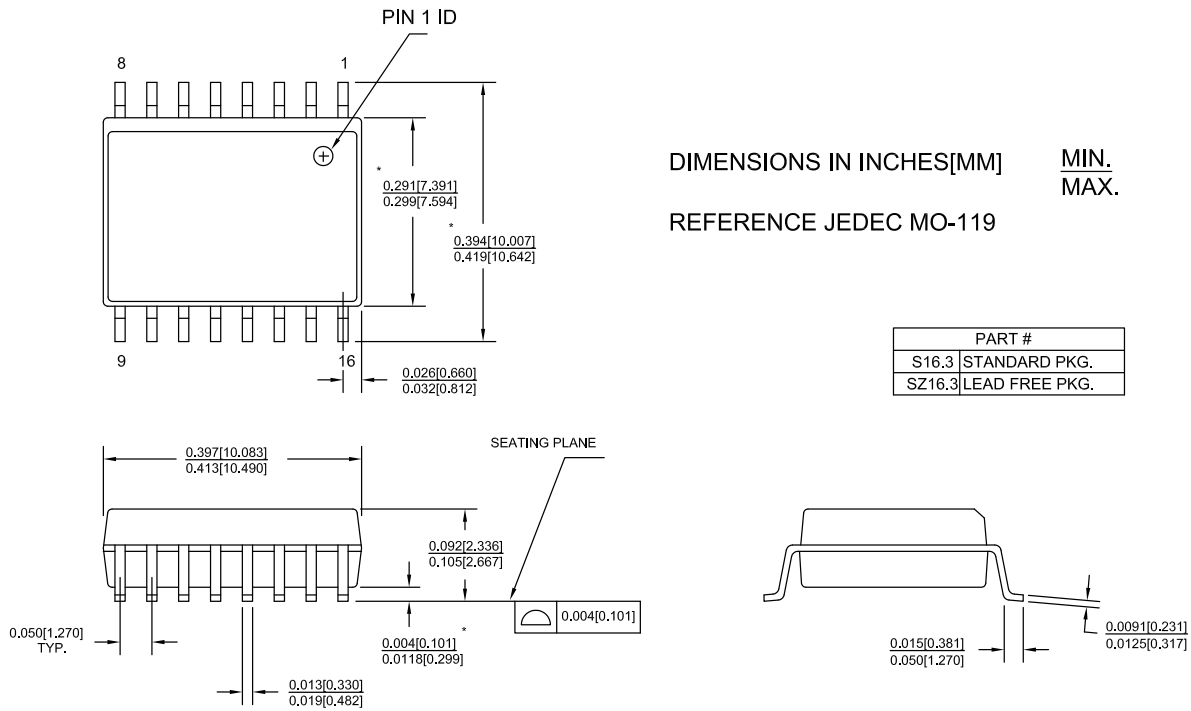 PIN 1 ID
8
1
*
0.291[7.391]
0.299[7.594]
*
0.394[10.007]
0.419[10.642]
DIMENSIONS IN INCHES[MM]
MIN.
MAX.
REFERENCE JEDEC MO-119
9
16
0.026[0.660]
0.032[0.812]
PART #
S16.3 STANDARD PKG.
SZ16.3 LEAD FREE PKG.
SEATING PLANE
0.397[10.083]
0.413[10.490]
0.092[2.336]
0.105[2.667]
0.004[0.101]
0.050[1.270]
TYP.
*
0.004[0.101]
0.0118[0.299]
0.013[0.330]
0.019[0.482]
0.015[0.381]
0.050[1.270]
0.0091[0.231]
0.0125[0.317]